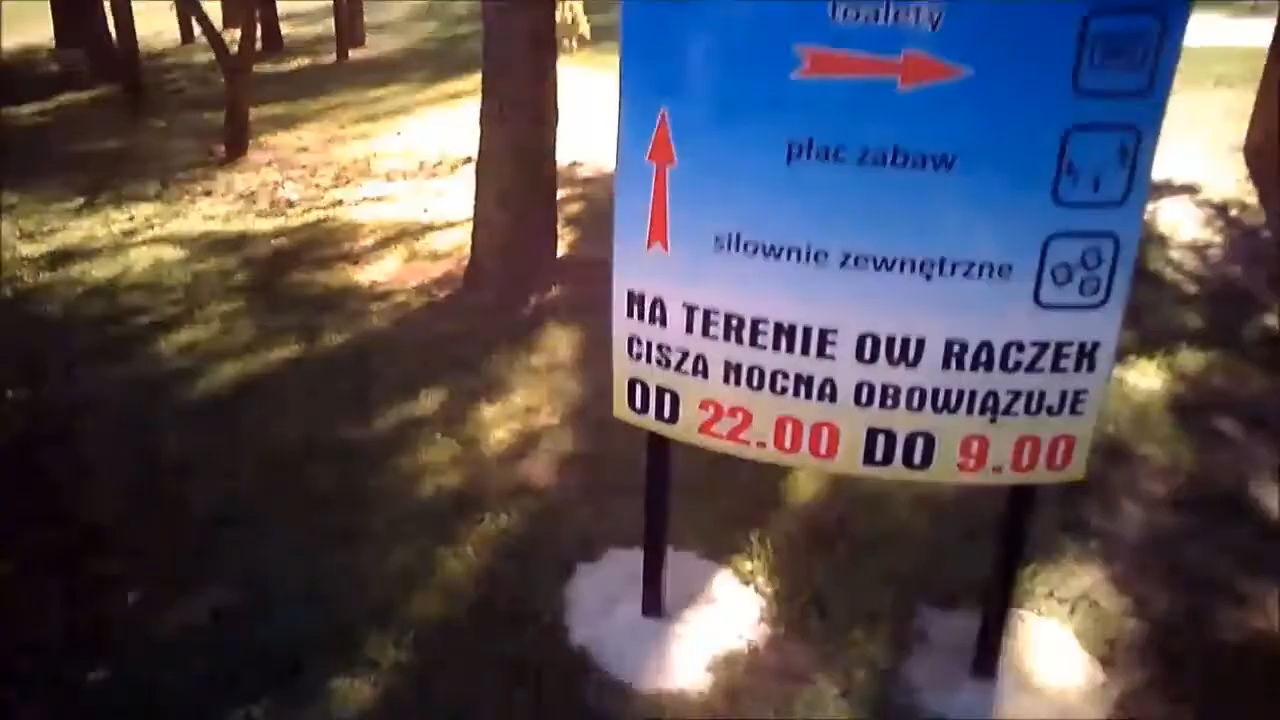 toalety
plac zabaw
siłownie zewnętrzne
NA TERENIE OW RACZEK
CISZA NOCNA OBOWIĄZUJE
OD 22.00 DO 9.00